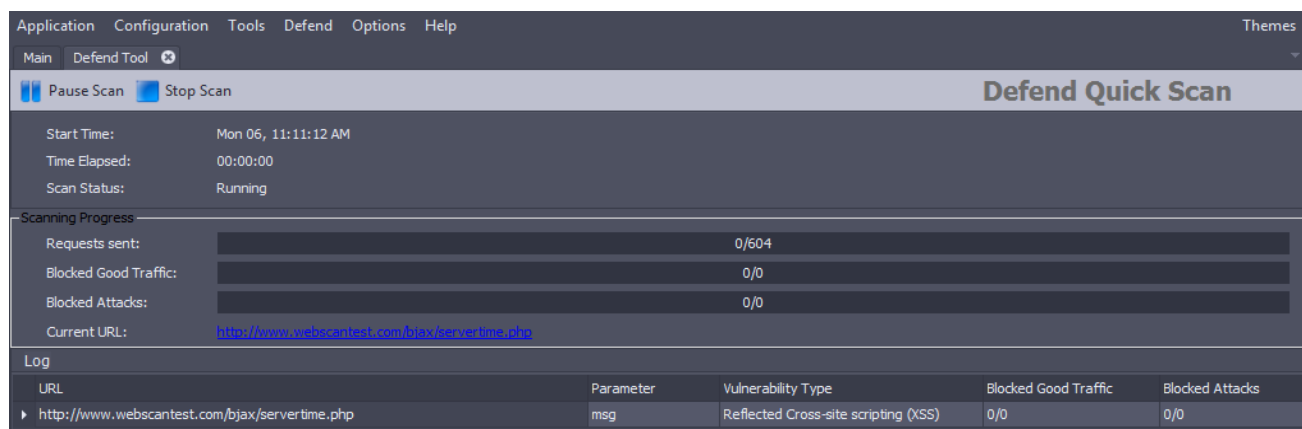 Application Configuration Tools Defend Options Help Themes
Main Defend Tool
Pause Scan Stop Scan Defend Quick Scan
Start Time: Mon 06, 11:11:12 AM
Time Elapsed: 00:00:00
Scan Status: Running
Scanning Progress
Requests sent: 0/604
Blocked Good Traffic: 0/0
Blocked Attacks: 0/0
Current URL: http://www.webscantest.com/bjax/servertime.php
Log
URL Parameter Vulnerability Type Blocked Good Traffic Blocked Attacks
http://www.webscantest.com/bjax/servertime.php msg Reflected Cross-site scripting (XSS) 0/0 0/0